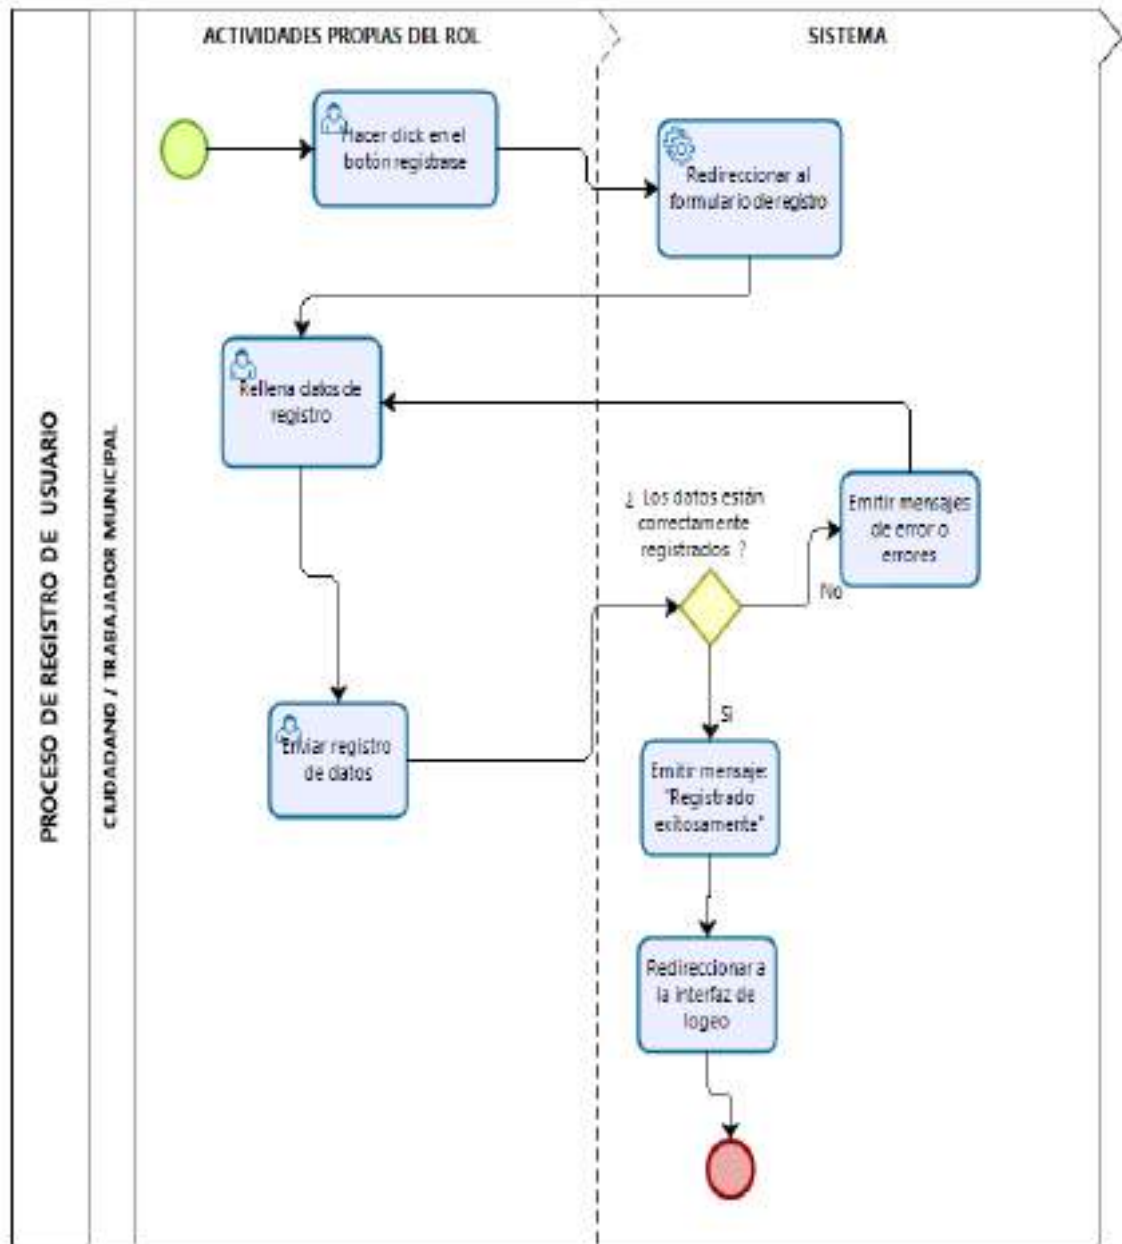 ACTIVIDADES PROPIAS DEL ROL
SISTEMA
PROCESO DE REGISTRO DE USUARIO
CIUDADANO / TRABAJADOR MUNICIPAL
Hacer click en el
botón registrase
Redireccionar al
formulario de registro
Rellena datos de
registro
¿ Los datos están
correctamente
registrados ?
Emitir mensajes
de error o
errores
No
Enviar registro
de datos
Si
Emitir mensaje:
"Registrado
exitosamente"
Redireccionar a
la interfaz de
logeo